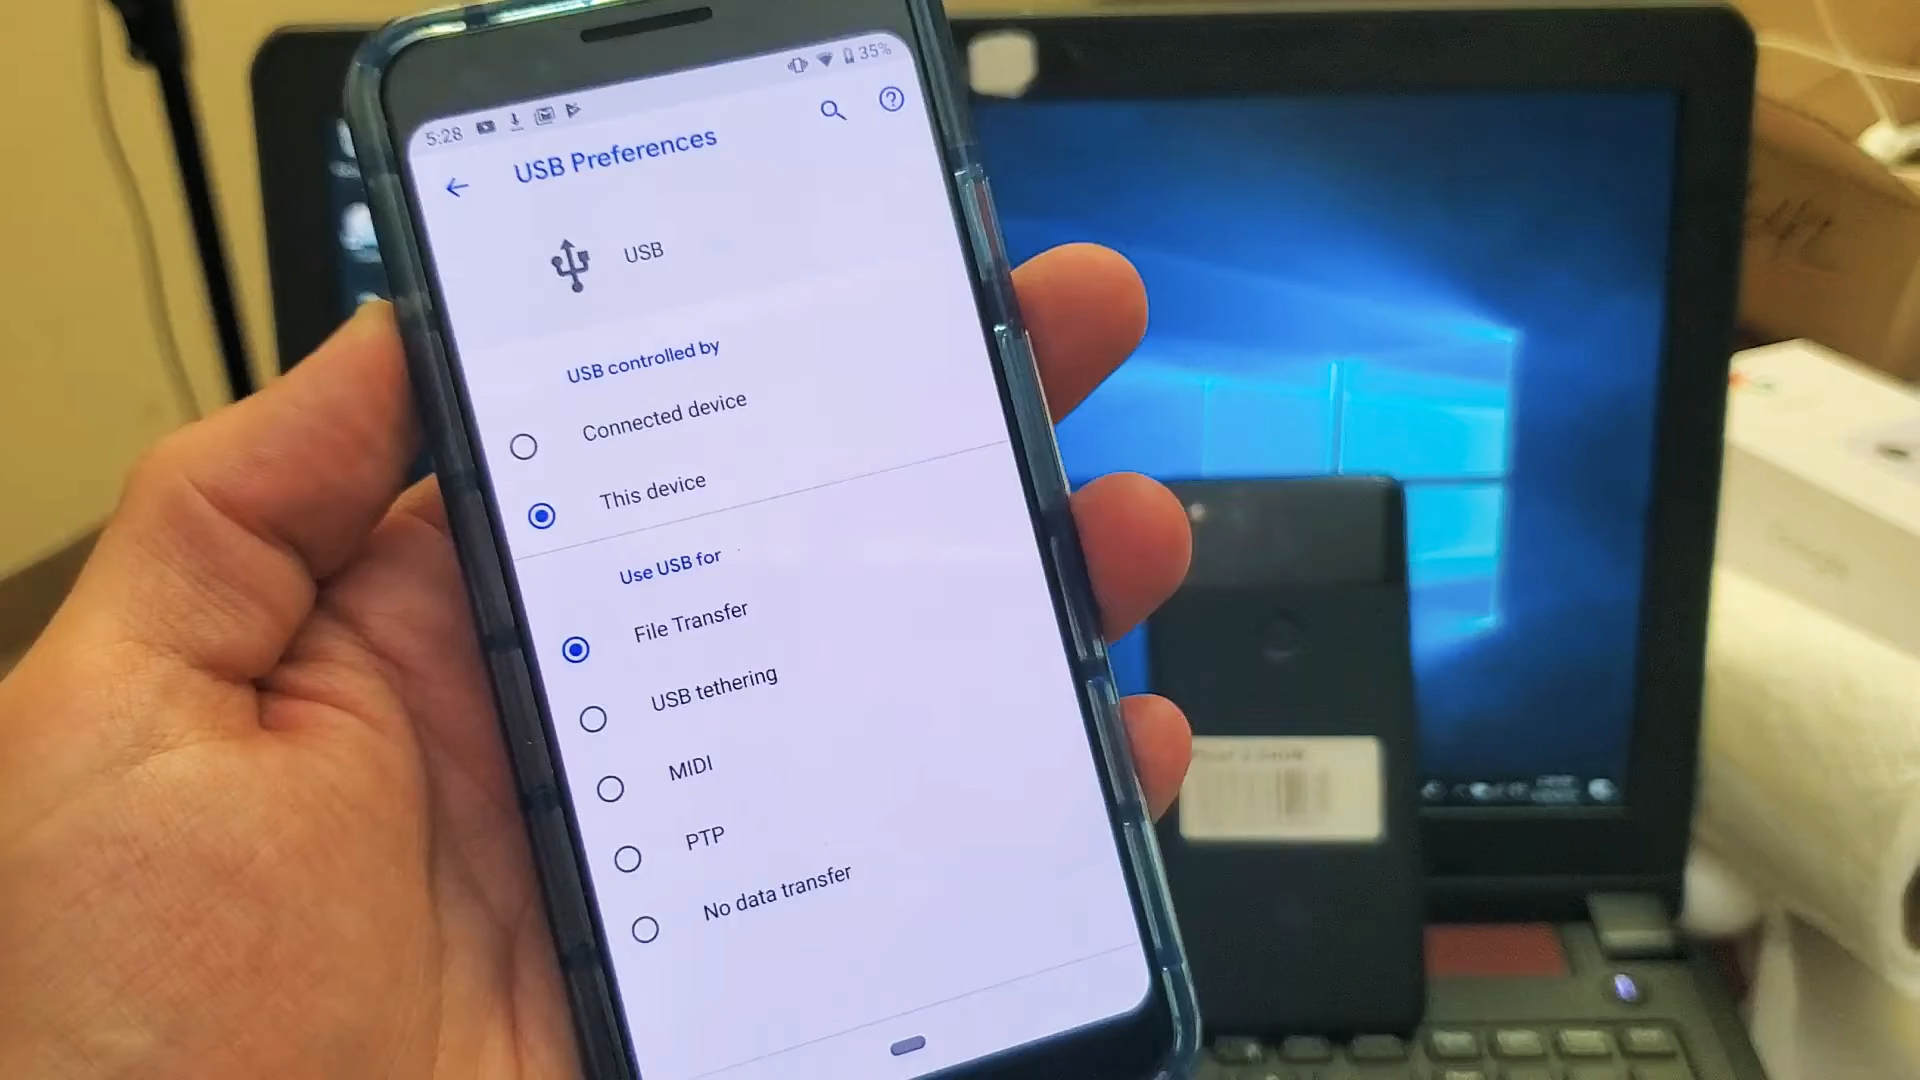 5:28
35%
USB Preferences
USB
USB controlled by
Connected device
This device
Use USB for
File Transfer
USB tethering
MIDI
PTP
No data transfer